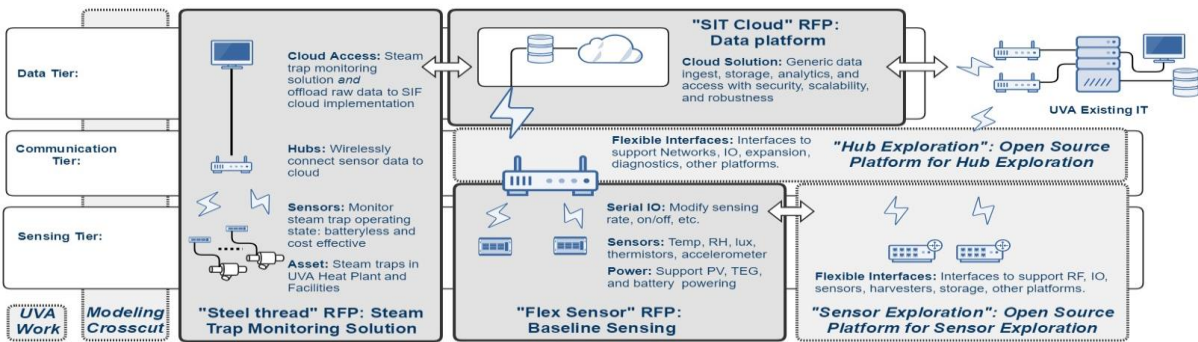 Data Tier:
Communication
Tier:
Sensing Tier:
UVA
Work
Modeling
Crosscut
Cloud Access: Steam
trap monitoring
solution and
offload raw data to SIF
cloud implementation
Hubs: Wirelessly
connect sensor data to
cloud
Sensors: Monitor
steam trap operating
state: batteryless and
cost effective
Asset: Steam traps in
UVA Heat Plant and
Facilities
"Steel thread" RFP: Steam
Trap Monitoring Solution
"SIT Cloud" RFP:
Data platform
Cloud Solution: Generic data
ingest, storage, analytics, and
access with security, scalability,
and robustness
UVA Existing IT
Flexible Interfaces: Interfaces to
support Networks, IO, expansion,
diagnostics, other platforms.
"Hub Exploration": Open Source
Platform for Hub Exploration
Serial IO: Modify sensing
rate, on/off, etc.
Sensors: Temp, RH, lux,
thermistors, accelerometer
Power: Support PV, TEG,
and battery powering
"Flex Sensor" RFP:
Baseline Sensing
Flexible Interfaces: Interfaces to support RF, IO,
sensors, harvesters, storage, other platforms.
"Sensor Exploration": Open Source
Platform for Sensor Exploration